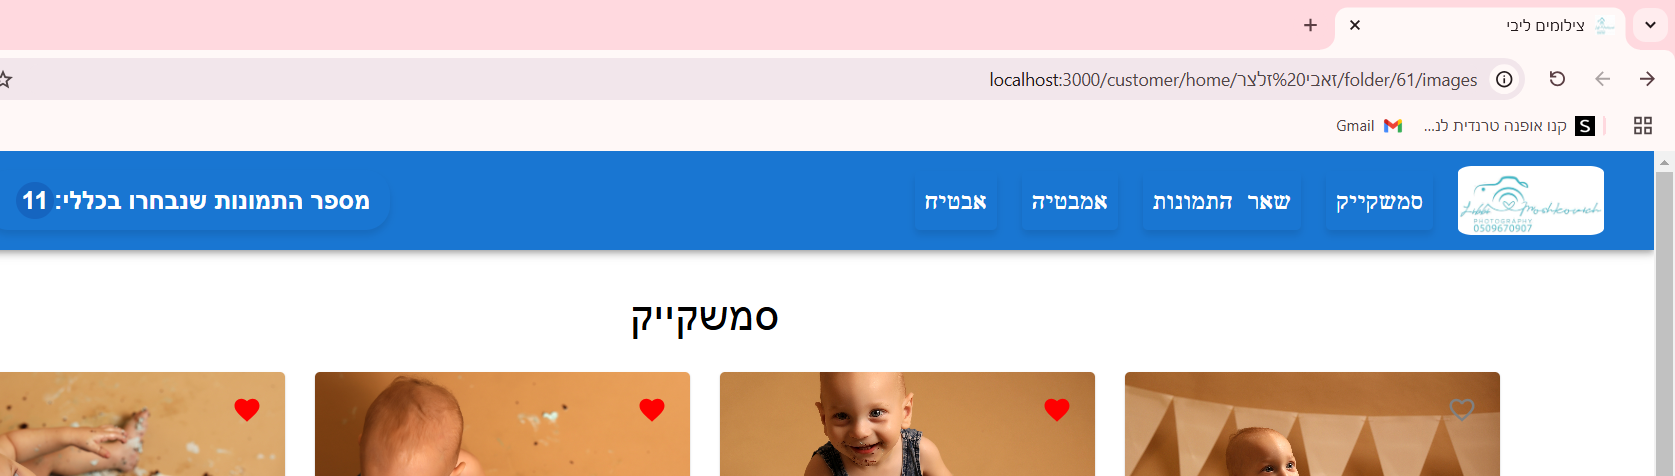 צילומים ליבי
localhost:3000/customer/home/זאבי%20זלצר/folder/61/images
קנו אופנה טרנדית לנ...
Gmail
Libbi Moshkovich
PHOTOGRAPHY
0509670907
סמשקייק
שאר התמונות
אמבטיה
אבטיח
מספר התמונות שנבחרו בכללי: 11
סמשקייק